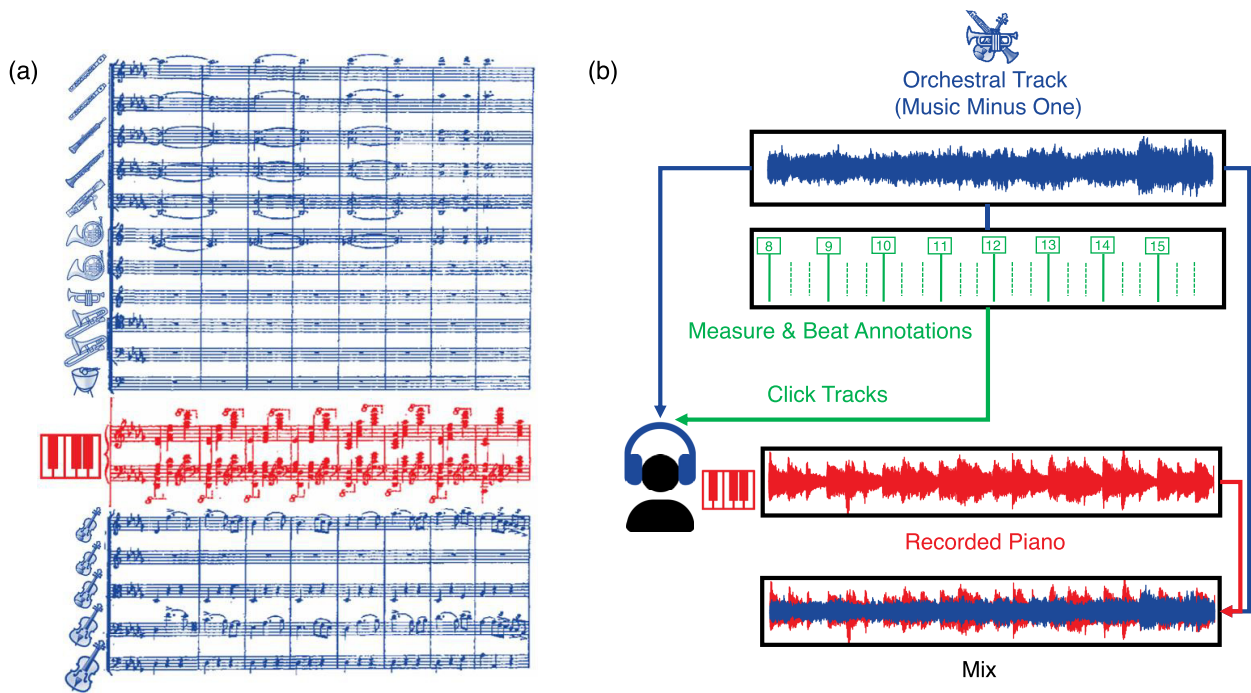 (a)
(b)
Orchestral Track
(Music Minus One)
8 9 10 11 12 13 14 15
Measure & Beat Annotations
Click Tracks
Recorded Piano
Mix